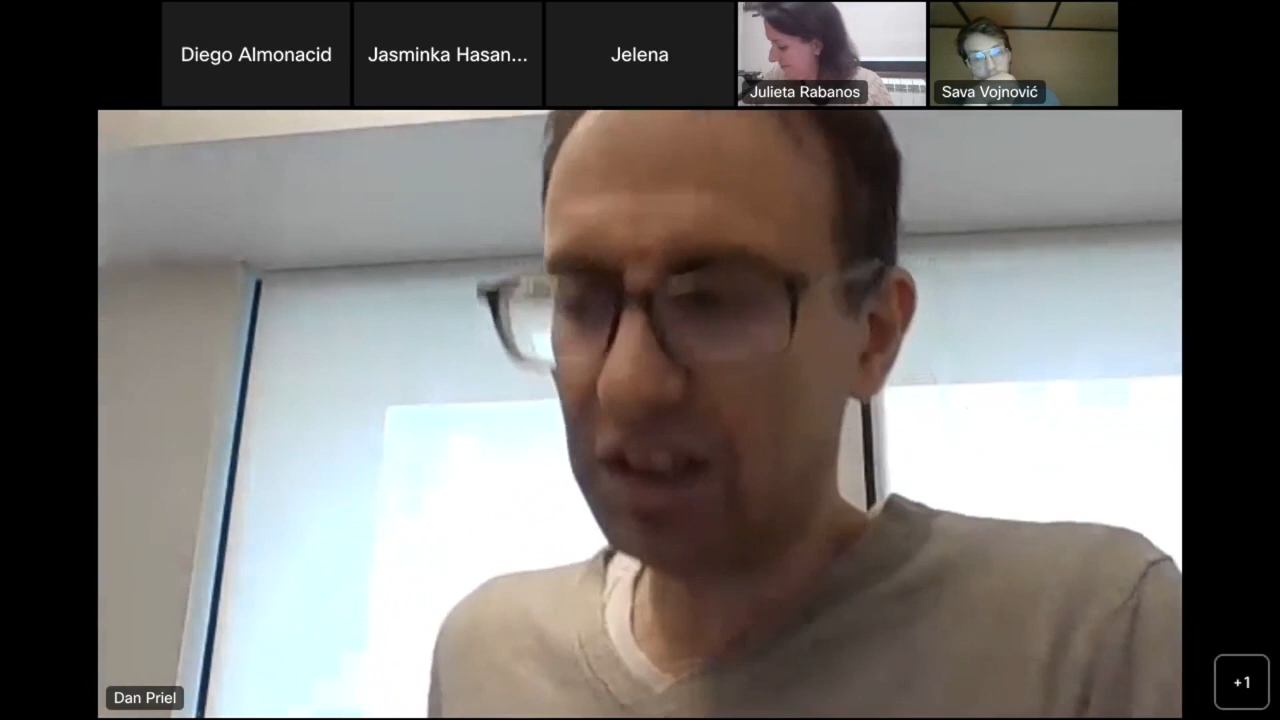 Diego Almonacid
Jasminka Hasan...
Jelena
Julieta Rabanos
Sava Vojnović
Dan Priel
+1